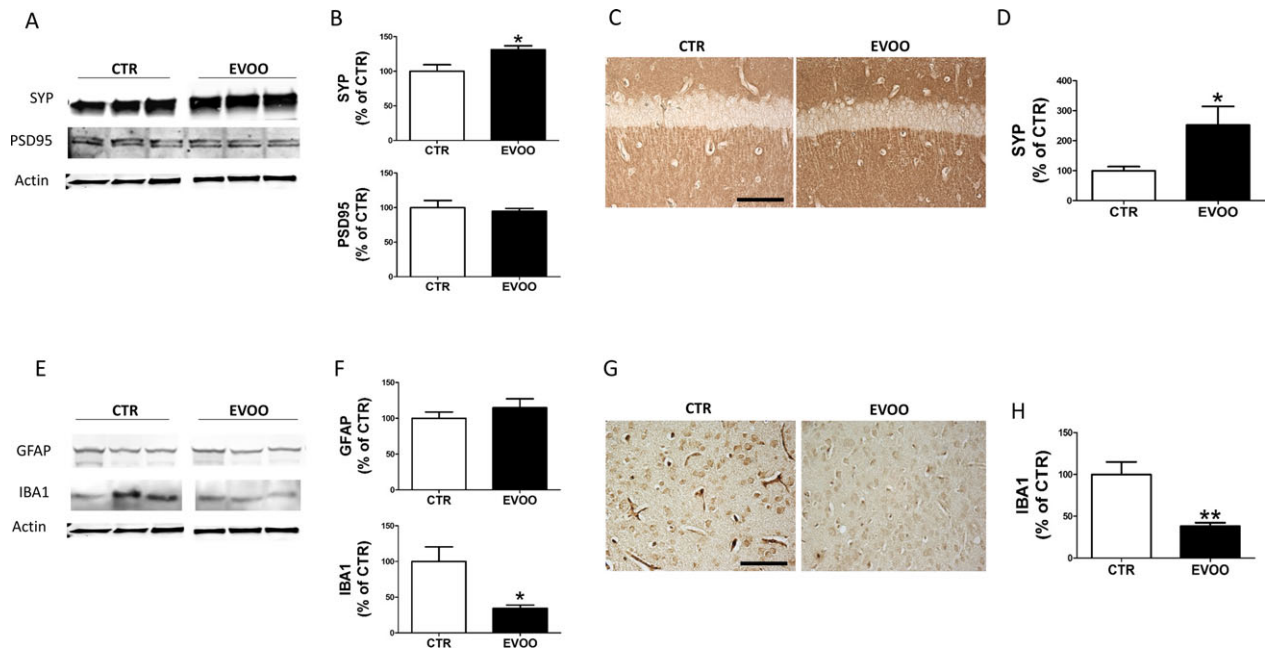 A
CTR EVOO
SYP
PSD95
Actin
B
SYP
(% of CTR)
150
100
50
0
*
CTR EVOO
PSD95
(% of CTR)
150
100
50
0
CTR EVOO
C
CTR EVOO
D
SYP
(% of CTR)
400
300
200
100
0
*
CTR EVOO
E
CTR EVOO
GFAP
IBA1
Actin
F
GFAP
(% of CTR)
150
100
50
0
CTR EVOO
IBA1
(% of CTR)
150
100
50
0
*
CTR EVOO
G
CTR EVOO
H
IBA1
(% of CTR)
150
100
50
0
**
CTR EVOO